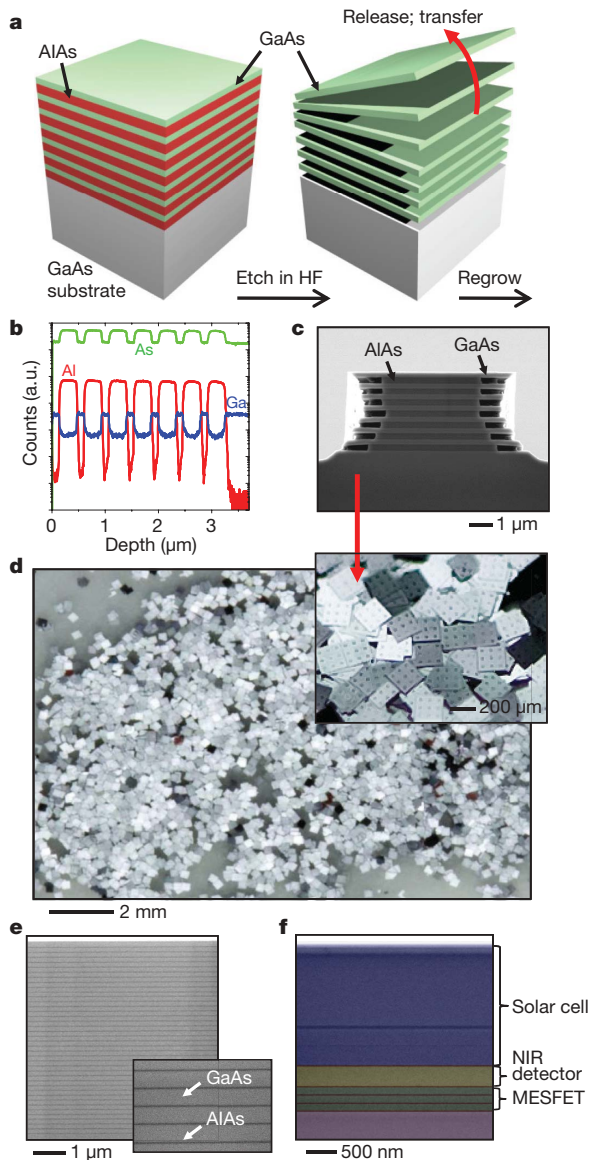 a
Release; transfer
AlAs
GaAs
GaAs
substrate
Etch in HF
Regrow
b
As
Al
Ga
Counts (a.u.)
0 1 2 3
Depth (μm)
c
AlAs
GaAs
1 μm
d
200 μm
2 mm
e
GaAs
AlAs
1 μm
f
Solar cell
NIR
detector
MESFET
500 nm